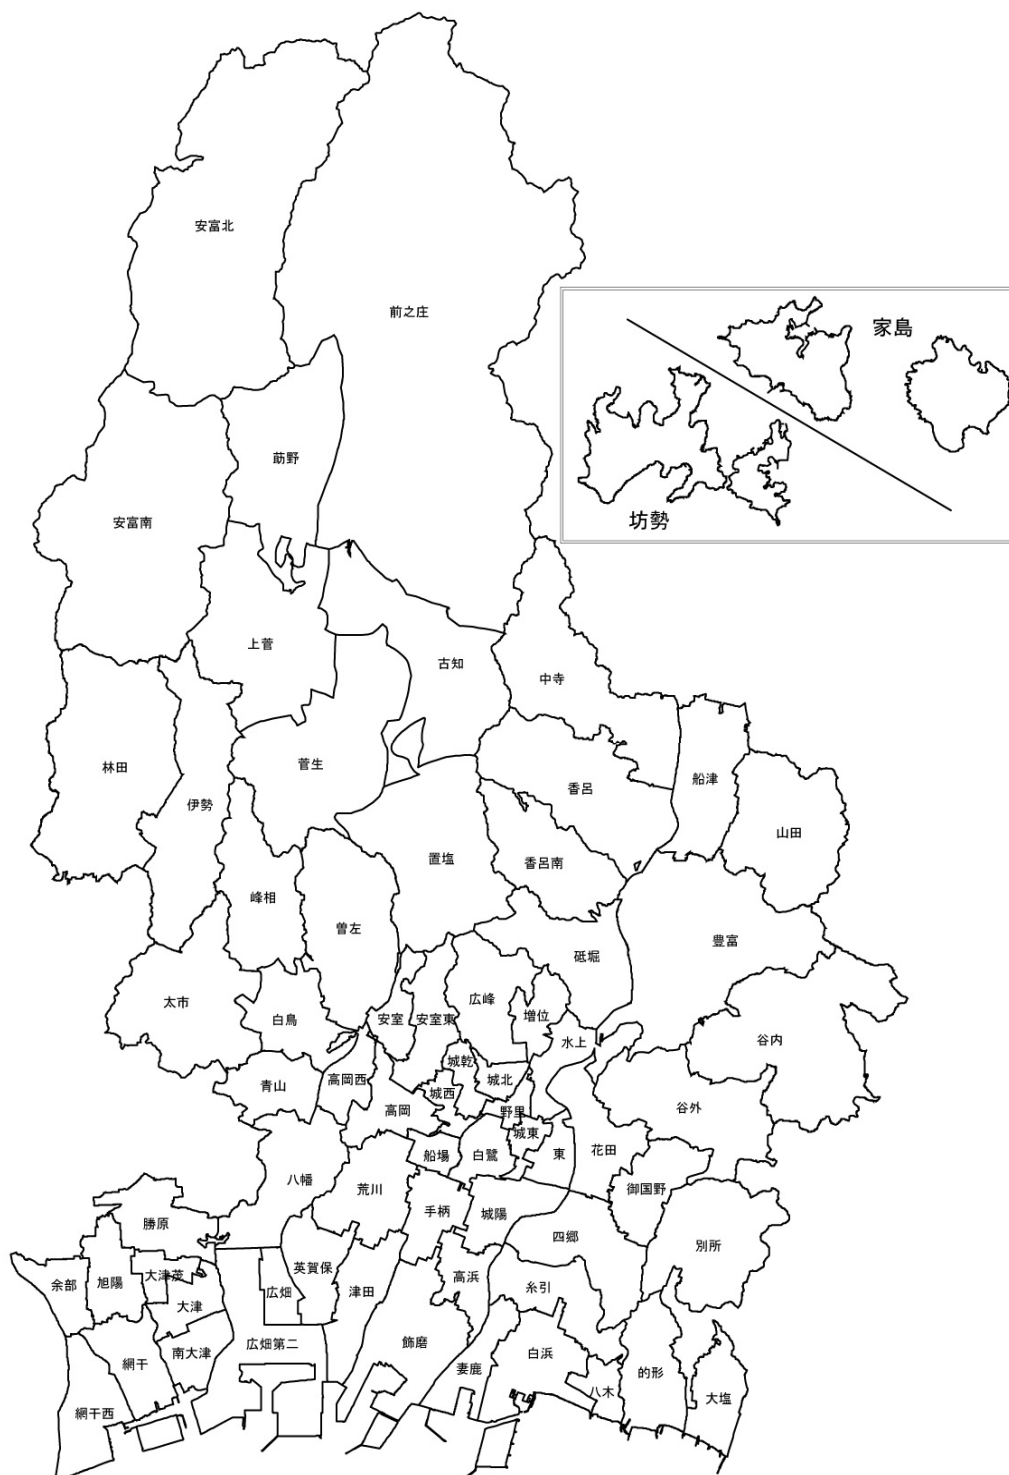 安富北
前之庄
家島
莇野
安富南
坊勢
上菅
古知
中寺
林田
伊勢
菅生
香呂
船津
山田
置塩
香呂南
峰相
曽左
豊富
砥堀
太市
白鳥
安室
安室東
広峰
増位
水上
谷内
城乾
青山
高岡西
城西
城北
高岡
野里
谷外
城東
船場
白鷺
東
花田
八幡
荒川
御国野
勝原
手柄
城陽
四郷
別所
余部
旭陽
大津茂
英賀保
高浜
津田
広畑
糸引
大津
南大津
広畑第二
飾磨
白浜
網干
妻鹿
的形
八木
大塩
網干西